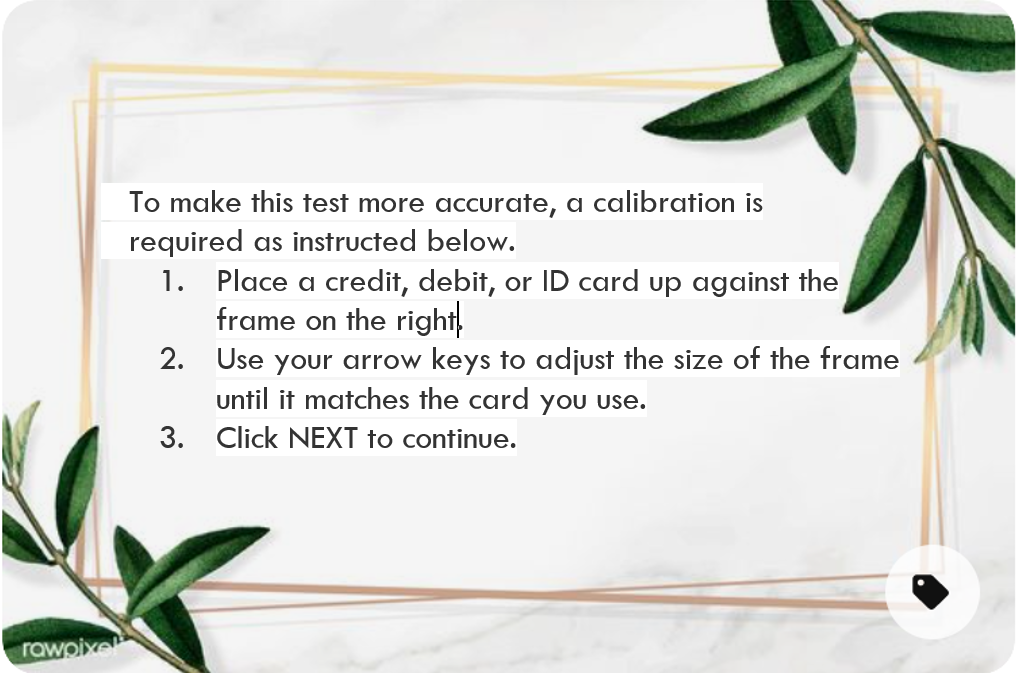 To make this test more accurate, a calibration is
required as instructed below.
1. Place a credit, debit, or ID card up against the
frame on the right.
2. Use your arrow keys to adjust the size of the frame
until it matches the card you use.
3. Click NEXT to continue.
rawpixel